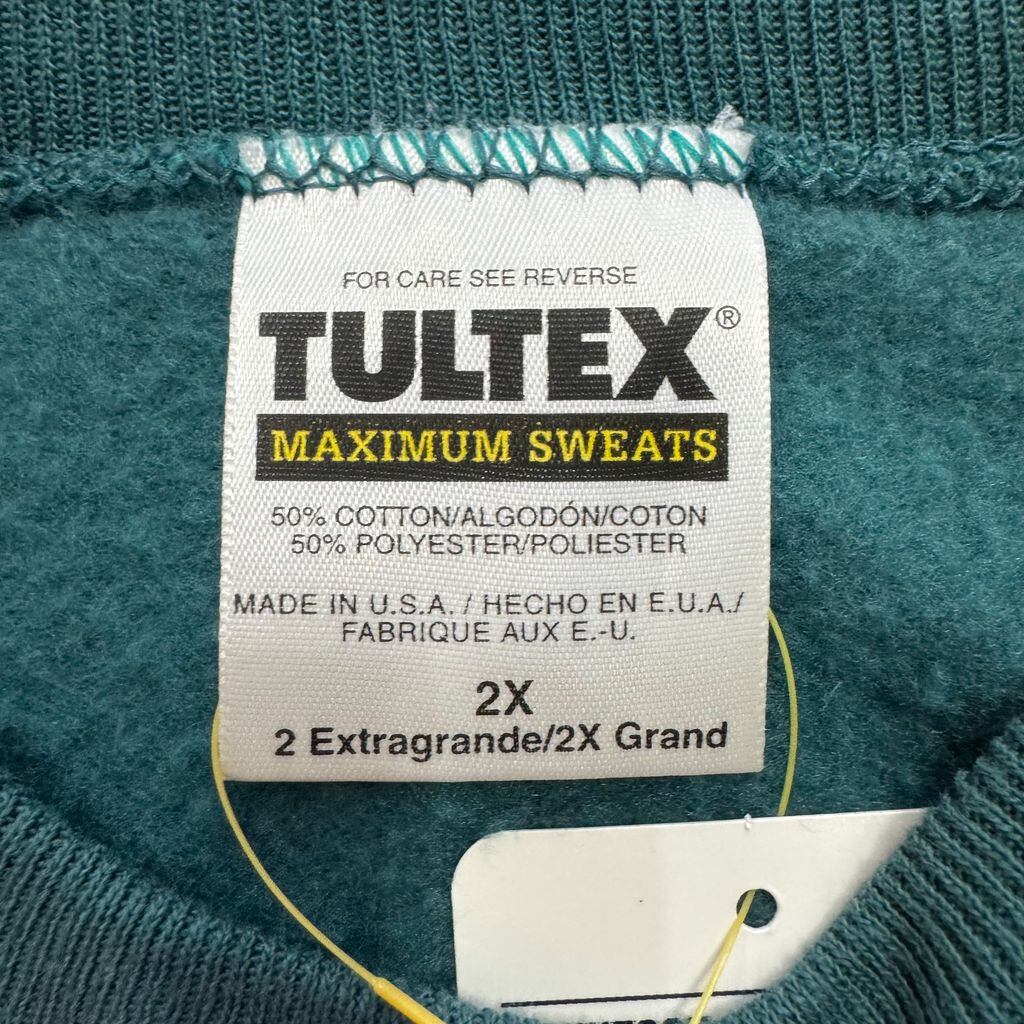 FOR CARE SEE REVERSE
TULTEX®
MAXIMUM SWEATS
50% COTTON/ALGODÓN/COTON
50% POLYESTER/POLIESTER
MADE IN U.S.A. / HECHO EN E.U.A./
FABRIQUE AUX E.-U.
2X
2 Extragrande/2X Grand